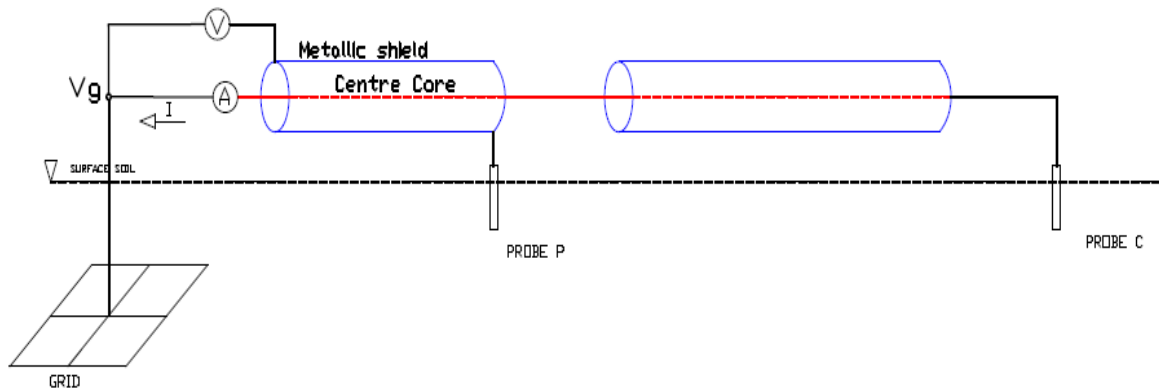 V
Metallic shield
Vg
A
Centre Core
I
SURFACE SOIL
PROBE P
PROBE C
GRID